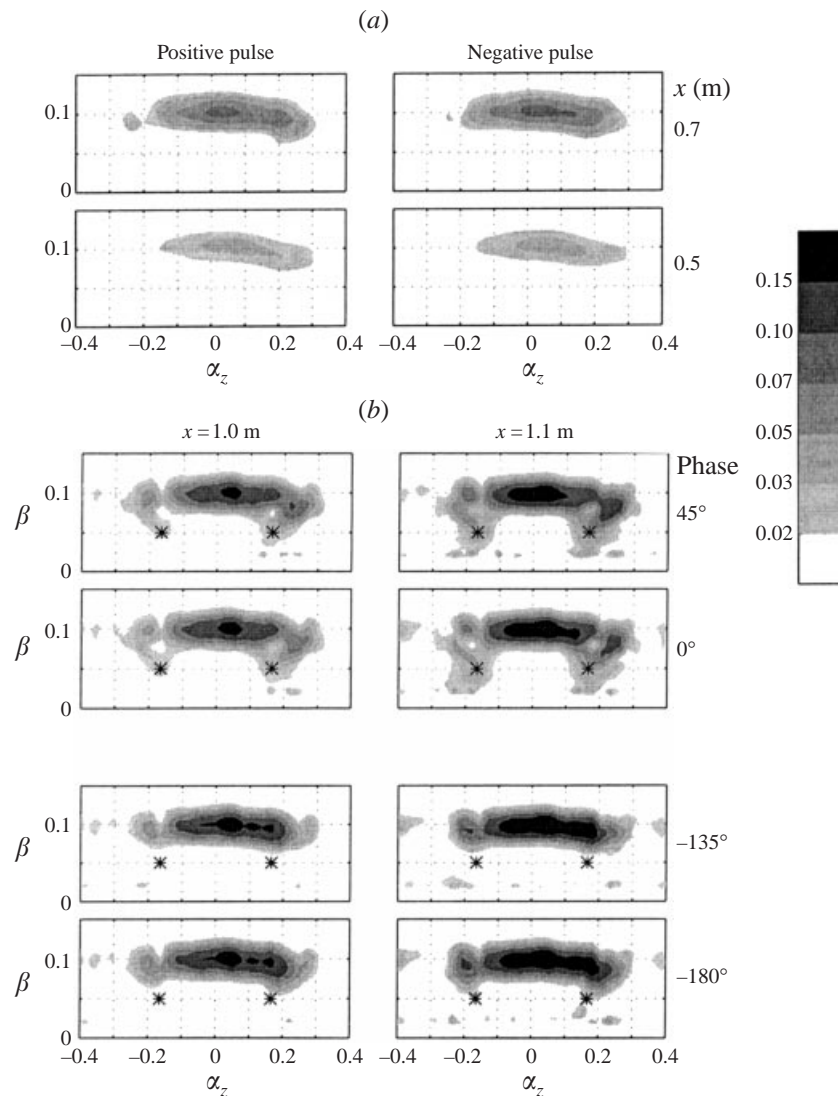 (a)
Positive pulse
Negative pulse
x (m)
0.1
0
0.7
0.1
0
0.5
–0.4 –0.2 0 0.2 0.4
–0.4 –0.2 0 0.2 0.4
α_z
α_z
0.15
0.10
0.07
0.05
0.03
0.02
(b)
x = 1.0 m
x = 1.1 m
Phase
β
0.1
0
45°
β
0.1
0
0°
β
0.1
0
–135°
β
0.1
0
–180°
–0.4 –0.2 0 0.2 0.4
–0.4 –0.2 0 0.2 0.4
α_z
α_z